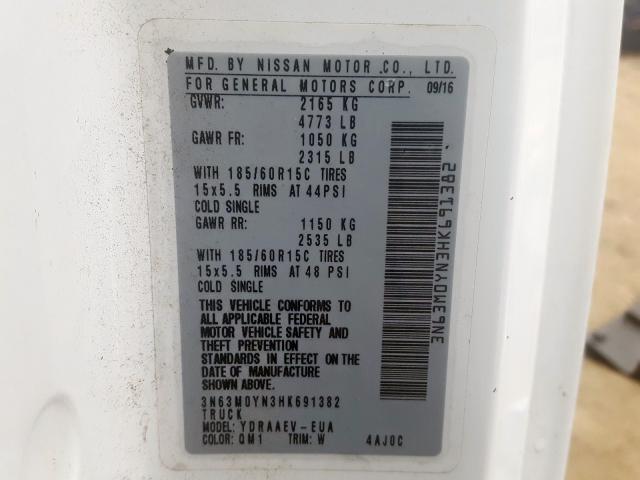 MFD. BY NISSAN MOTOR CO., LTD.
FOR GENERAL MOTORS CORP. 09/16
GVWR: 2165 KG
4773 LB
GAWR FR: 1050 KG
2315 LB
WITH 185/60R15C TIRES
15x5.5 RIMS AT 44PSI
COLD SINGLE
GAWR RR: 1150 KG
2535 LB
WITH 185/60R15C TIRES
15x5.5 RIMS AT 48 PSI
COLD SINGLE
THIS VEHICLE CONFORMS TO
ALL APPLICABLE FEDERAL
MOTOR VEHICLE SAFETY AND
THEFT PREVENTION
STANDARDS IN EFFECT ON THE
DATE OF MANUFACTURE
SHOWN ABOVE.
3N63M0YN3HK691382
TRUCK
MODEL: YDRAAEV-EUA
COLOR: QM1 TRIM: W 4AJ0C
3N63M0YN3HK691382